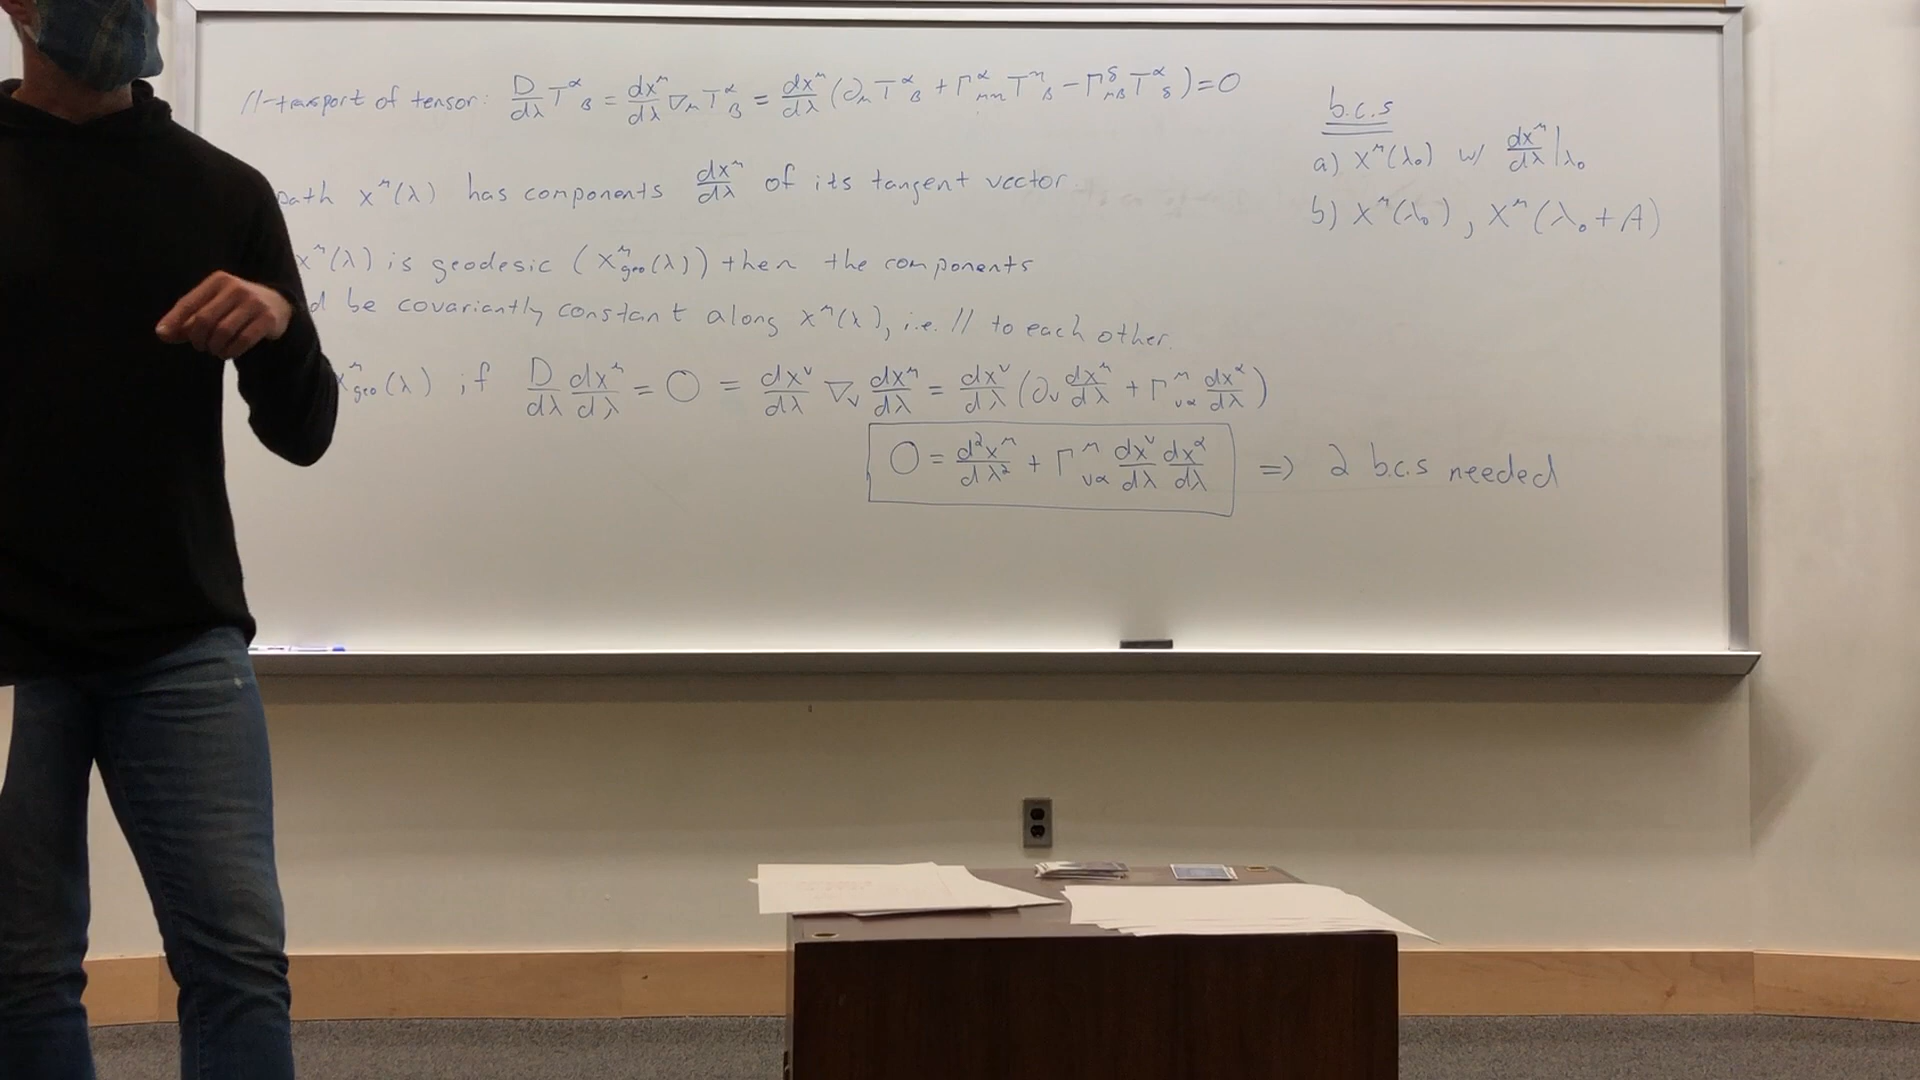 //-transport of tensor: D/dλ T^α_β = dx^μ/dλ ∇_μ T^α_β = dx^μ/dλ (∂_μ T^α_β + Γ^α_μη T^η_β − Γ^δ_μβ T^α_δ) = 0
path x^μ(λ) has components dx^μ/dλ of its tangent vector
x^μ(λ) is geodesic (x^μ_geo(λ)) then the components
be covariantly constant along x^μ(λ), i.e. // to each other.
x^μ_geo(λ) if D/dλ dx^μ/dλ = 0 = dx^ν/dλ ∇_ν dx^μ/dλ = dx^ν/dλ (∂_ν dx^μ/dλ + Γ^μ_να dx^α/dλ)
0 = d²x^μ/dλ² + Γ^μ_να dx^ν/dλ dx^α/dλ ⇒ 2 b.c.s needed
b.c.s
a) x^μ(λ₀) w/ dx^μ/dλ|λ₀
b) x^μ(λ₀), x^μ(λ₀+A)